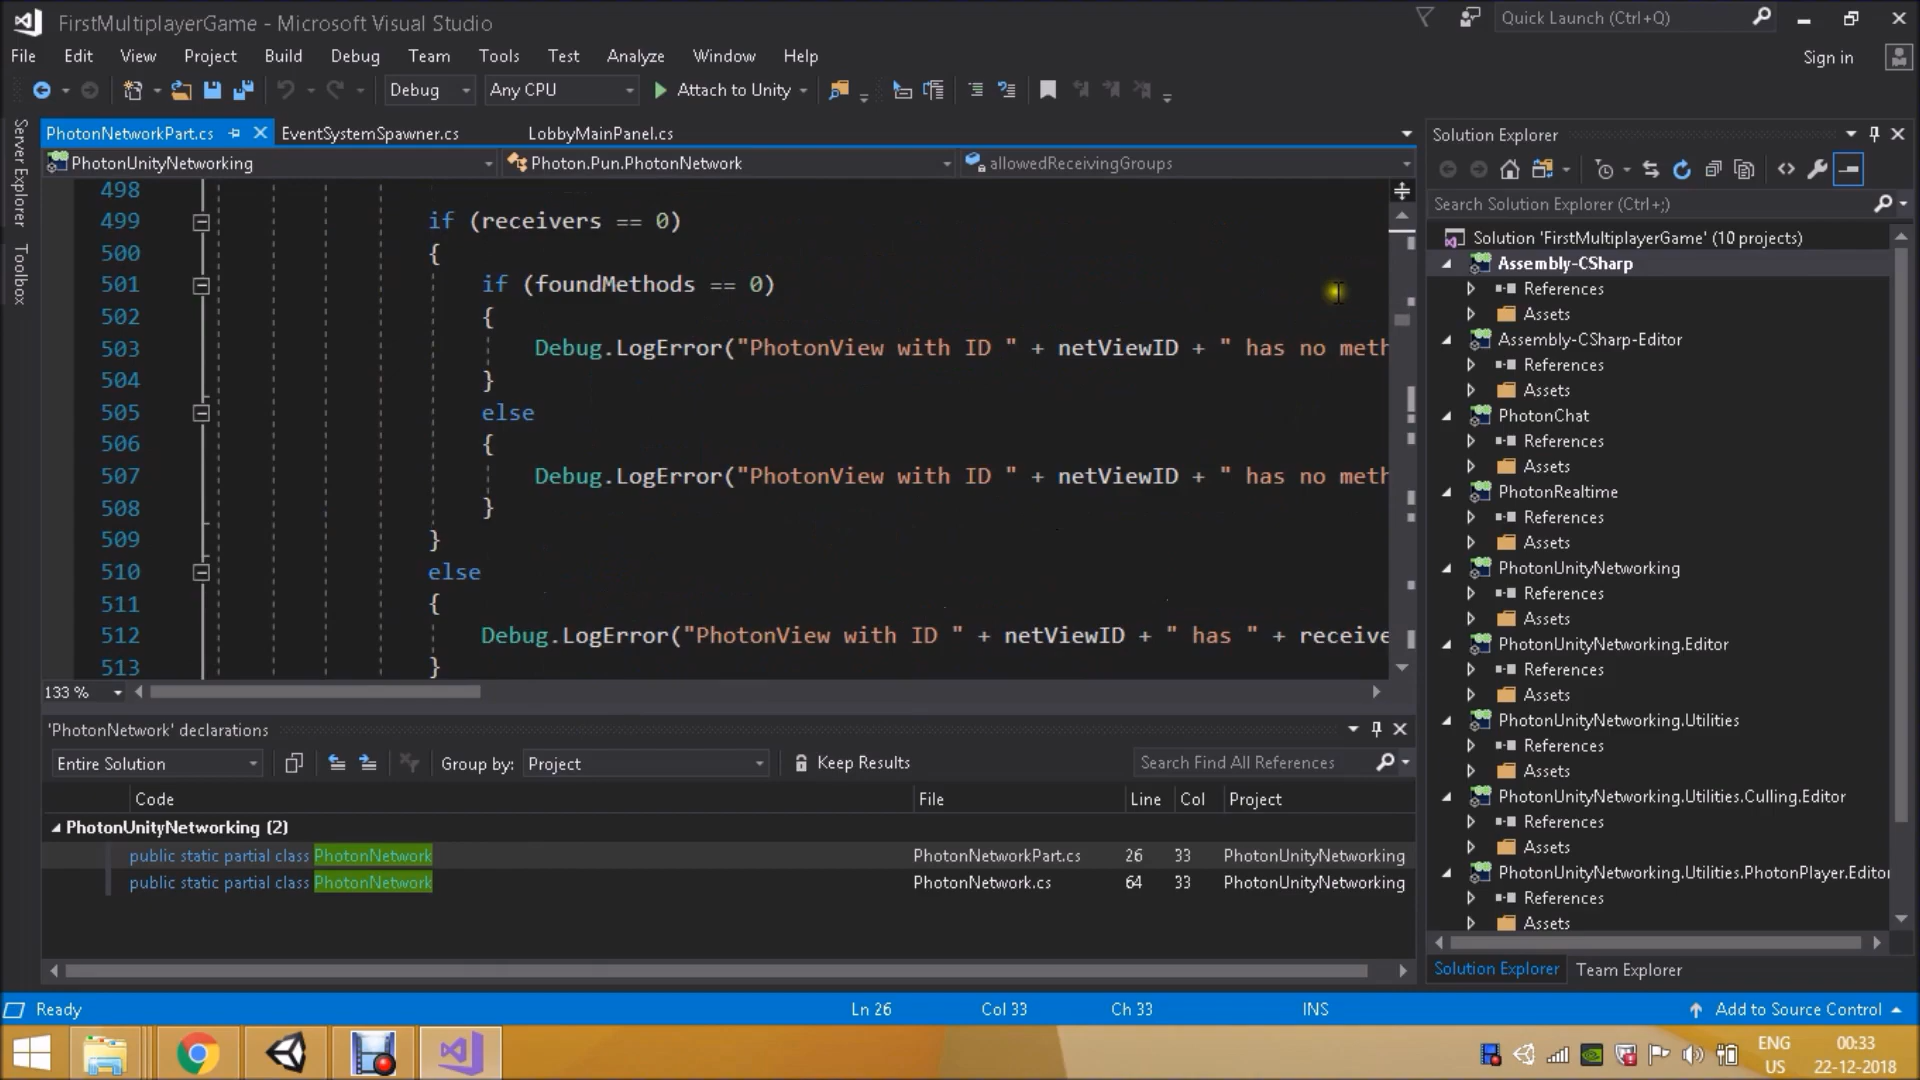 FirstMultiplayerGame - Microsoft Visual Studio
Quick Launch (Ctrl+Q)
File Edit View Project Build Debug Team Tools Test Analyze Window Help
Sign in
Debug Any CPU Attach to Unity
Server Explorer
Toolbox
PhotonNetworkPart.cs EventSystemSpawner.cs LobbyMainPanel.cs
PhotonUnityNetworking Photon.Pun.PhotonNetwork allowedReceivingGroups
498
499 if (receivers == 0)
500 {
501 if (foundMethods == 0)
502 {
503 Debug.LogError("PhotonView with ID " + netViewID + " has no meth
504 }
505 else
506 {
507 Debug.LogError("PhotonView with ID " + netViewID + " has no meth
508 }
509 }
510 else
511 {
512 Debug.LogError("PhotonView with ID " + netViewID + " has " + receive
513 }
133 %
'PhotonNetwork' declarations
Entire Solution Group by: Project Keep Results Search Find All References
Code File Line Col Project
PhotonUnityNetworking (2)
public static partial class PhotonNetwork PhotonNetworkPart.cs 26 33 PhotonUnityNetworking
public static partial class PhotonNetwork PhotonNetwork.cs 64 33 PhotonUnityNetworking
Solution Explorer
Search Solution Explorer (Ctrl+;)
Solution 'FirstMultiplayerGame' (10 projects)
Assembly-CSharp
References
Assets
Assembly-CSharp-Editor
References
Assets
PhotonChat
References
Assets
PhotonRealtime
References
Assets
PhotonUnityNetworking
References
Assets
PhotonUnityNetworking.Editor
References
Assets
PhotonUnityNetworking.Utilities
References
Assets
PhotonUnityNetworking.Utilities.Culling.Editor
References
Assets
PhotonUnityNetworking.Utilities.PhotonPlayer.Editor
References
Assets
Solution Explorer Team Explorer
Ready Ln 26 Col 33 Ch 33 INS Add to Source Control
ENG 00:33
US 22-12-2018